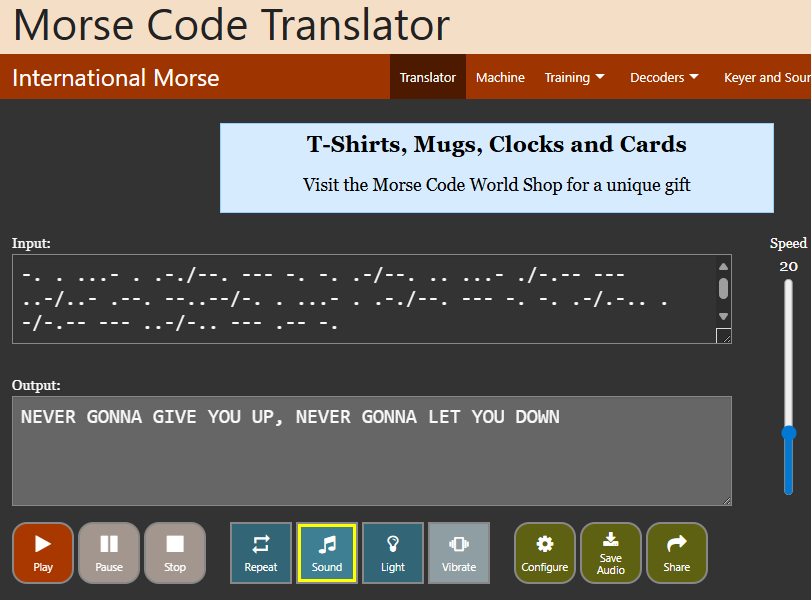 Morse Code Translator
International Morse
Translator Machine Training Decoders Keyer and Sour
T-Shirts, Mugs, Clocks and Cards
Visit the Morse Code World Shop for a unique gift
Input:
Speed
20
-. . ...- . .-./--. --- -. -. .-/--. .. ...- ./-.-- ---
..-/..- .--. --..--/-. . ...- . .-./--. --- -. -. .-/.-.. .
-/-.-- --- ..-/-.. --- .-- -.
Output:
NEVER GONNA GIVE YOU UP, NEVER GONNA LET YOU DOWN
Play Pause Stop Repeat Sound Light Vibrate Configure Save Audio Share